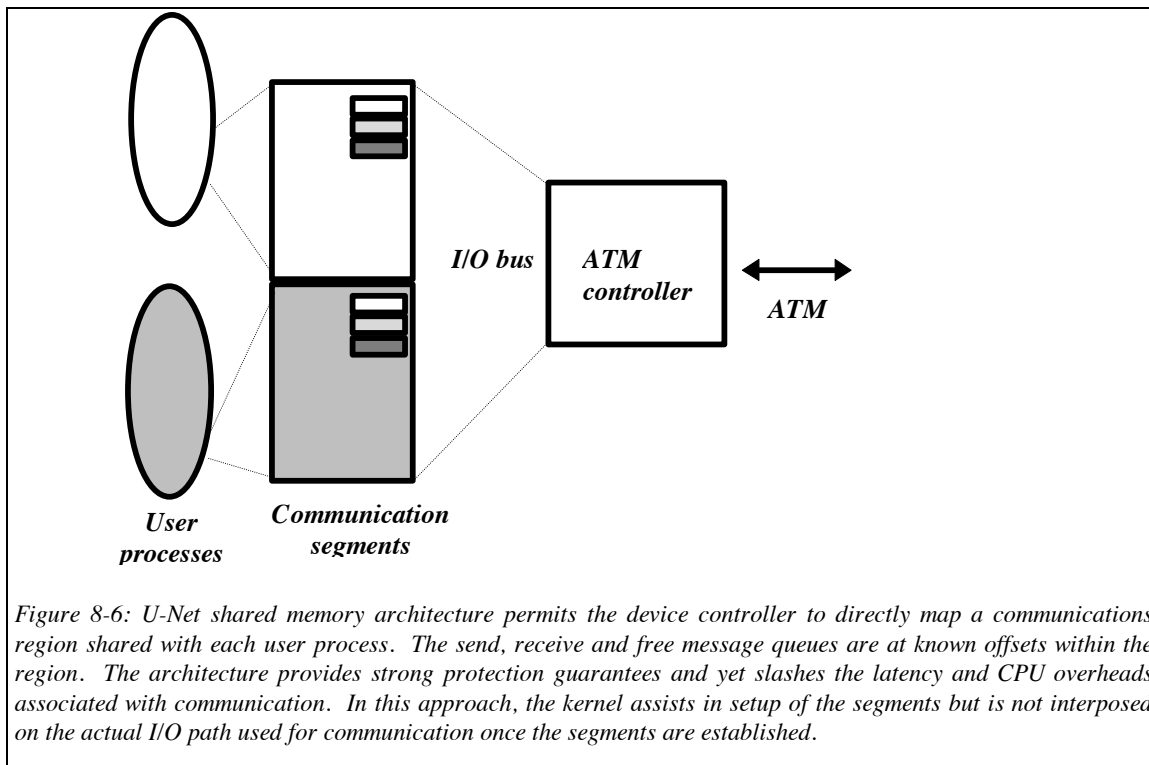 I/O bus
ATM
controller
ATM
User
processes
Communication
segments
Figure 8-6: U-Net shared memory architecture permits the device controller to directly map a communications
region shared with each user process. The send, receive and free message queues are at known offsets within the
region. The architecture provides strong protection guarantees and yet slashes the latency and CPU overheads
associated with communication. In this approach, the kernel assists in setup of the segments but is not interposed
on the actual I/O path used for communication once the segments are established.